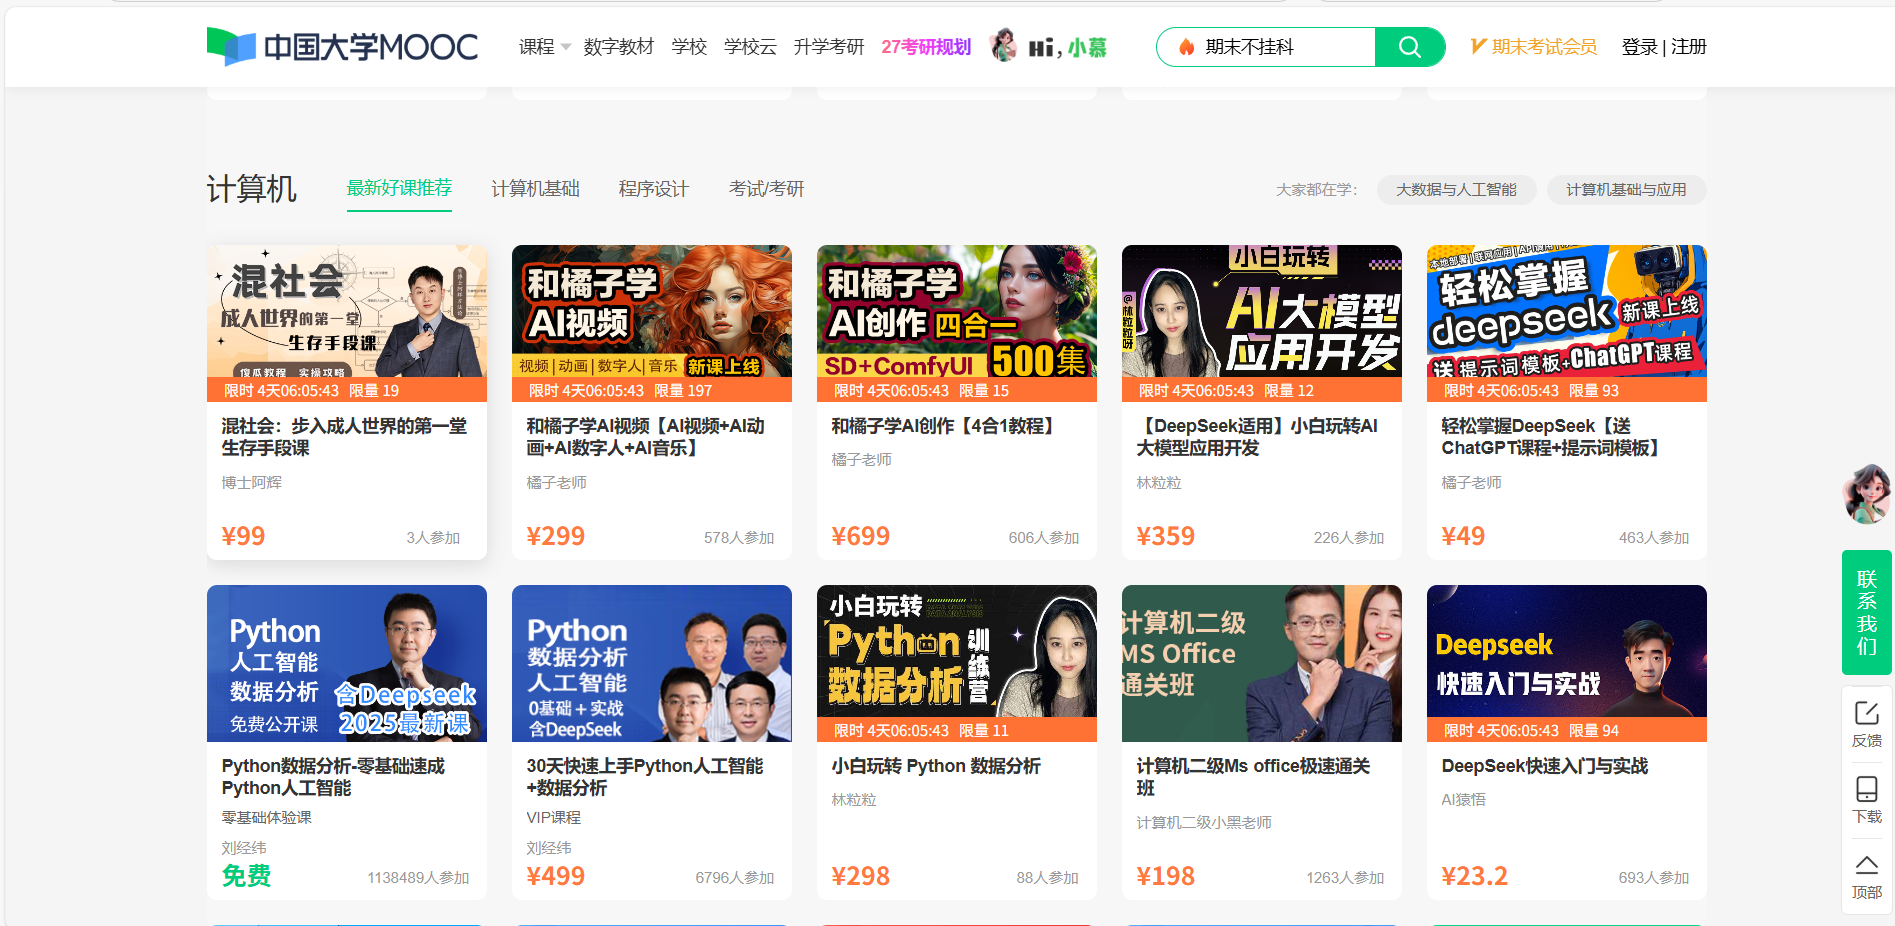 中国大学MOOC
课程 数字教材 学校 学校云 升学考研 27考研规划 Hi,小慕
期末不挂科
期末考试会员 登录 | 注册
计算机 最新好课推荐 计算机基础 程序设计 考试/考研
大家都在学： 大数据与人工智能 计算机基础与应用
混社会
成人世界的第一堂
生存手段课
傻瓜教程 实操攻略
限时 4天06:05:43 限量 19
混社会：步入成人世界的第一堂
生存手段课
博士阿辉
¥99 3人参加
和橘子学
AI视频
视频 | 动画 | 数字人 | 音乐 新课上线
限时 4天06:05:43 限量 197
和橘子学AI视频【AI视频+AI动
画+AI数字人+AI音乐】
橘子老师
¥299 578人参加
和橘子学
AI创作 四合一
SD+ComfyUI 500集
限时 4天06:05:43 限量 15
和橘子学AI创作【4合1教程】
橘子老师
¥699 606人参加
小白玩转
AI大模型
应用开发
@林粒粒呀
限时 4天06:05:43 限量 12
【DeepSeek适用】小白玩转AI
大模型应用开发
林粒粒
¥359 226人参加
轻松掌握
deepseek 新课上线
送 提示词模板+ChatGPT课程
限时 4天06:05:43 限量 93
轻松掌握DeepSeek【送
ChatGPT课程+提示词模板】
橘子老师
¥49 463人参加
Python
人工智能
数据分析
免费公开课
含Deepseek
2025最新课
Python数据分析-零基础速成
Python人工智能
零基础体验课
刘经纬
免费 1138489人参加
Python
数据分析
人工智能
0基础＋实战
含DeepSeek
30天快速上手Python人工智能
+数据分析
VIP课程
刘经纬
¥499 6796人参加
小白玩转
Python
数据分析
训练营
限时 4天06:05:43 限量 11
小白玩转 Python 数据分析
林粒粒
¥298 88人参加
计算机二级
MS Office
通关班
计算机二级Ms office极速通关
班
计算机二级小黑老师
¥198 1263人参加
Deepseek
快速入门与实战
限时 4天06:05:43 限量 94
DeepSeek快速入门与实战
AI猿悟
¥23.2 693人参加
联系我们
反馈
下载
顶部